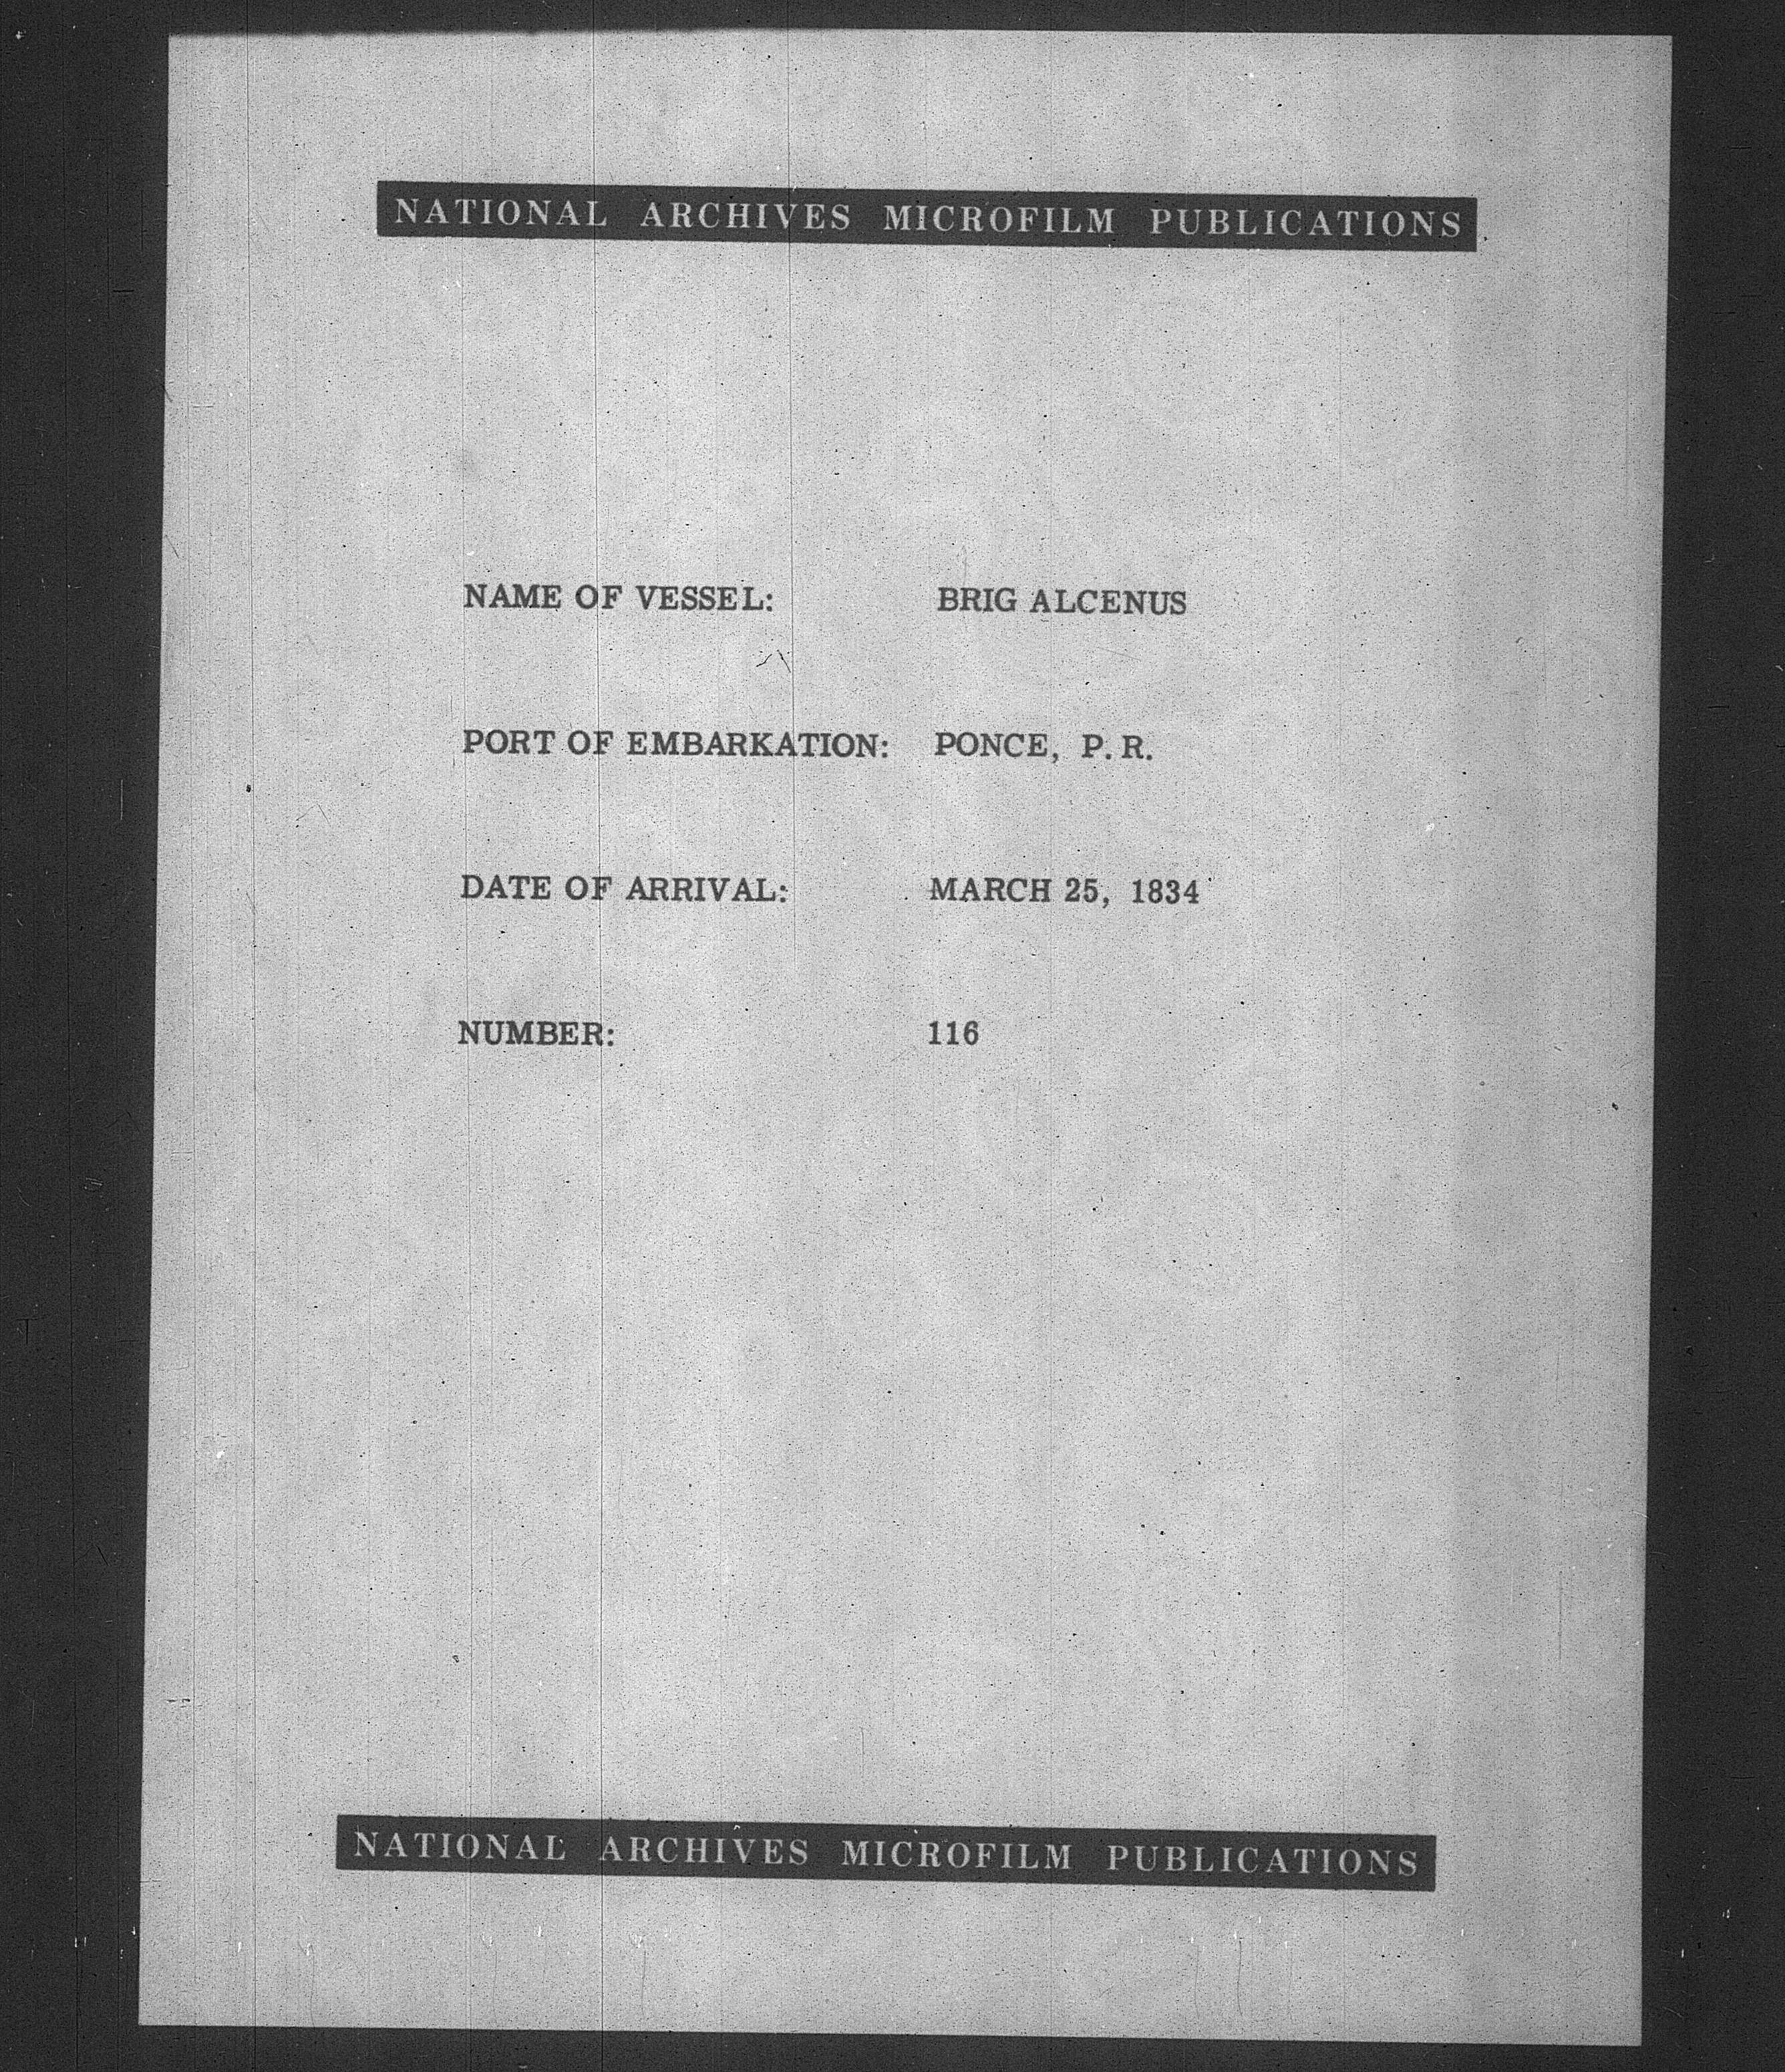 NATIONAL ARCHIVES MICROFILM PUBLICATIONS
NAME OF VESSEL: BRIG ALCENUS
PORT OF EMBARKATION: PONCE, P. R.
DATE OF ARRIVAL: MARCH 25, 1834
NUMBER: 116
NATIONAL ARCHIVES MICROFILM PUBLICATIONS